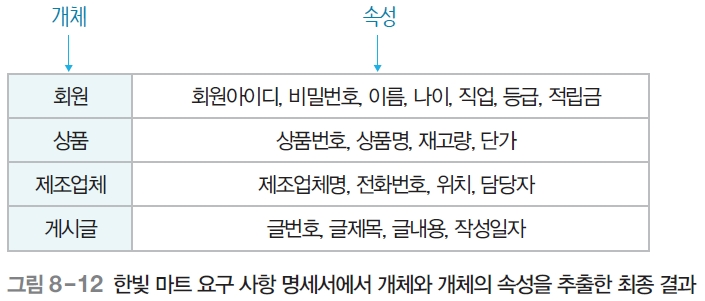 개체 속성
회원 회원아이디, 비밀번호, 이름, 나이, 직업, 등급, 적립금
상품 상품번호, 상품명, 재고량, 단가
제조업체 제조업체명, 전화번호, 위치, 담당자
게시글 글번호, 글제목, 글내용, 작성일자
그림 8-12 한빛 마트 요구 사항 명세서에서 개체와 개체의 속성을 추출한 최종 결과